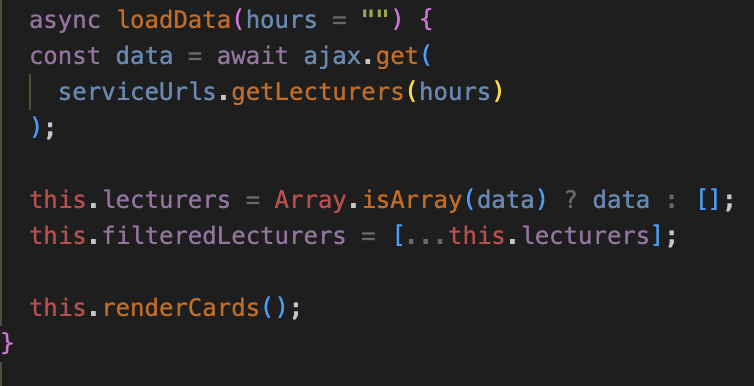 async loadData(hours = "") {
const data = await ajax.get(
serviceUrls.getLecturers(hours)
);
this.lecturers = Array.isArray(data) ? data : [];
this.filteredLecturers = [...this.lecturers];
this.renderCards();
}